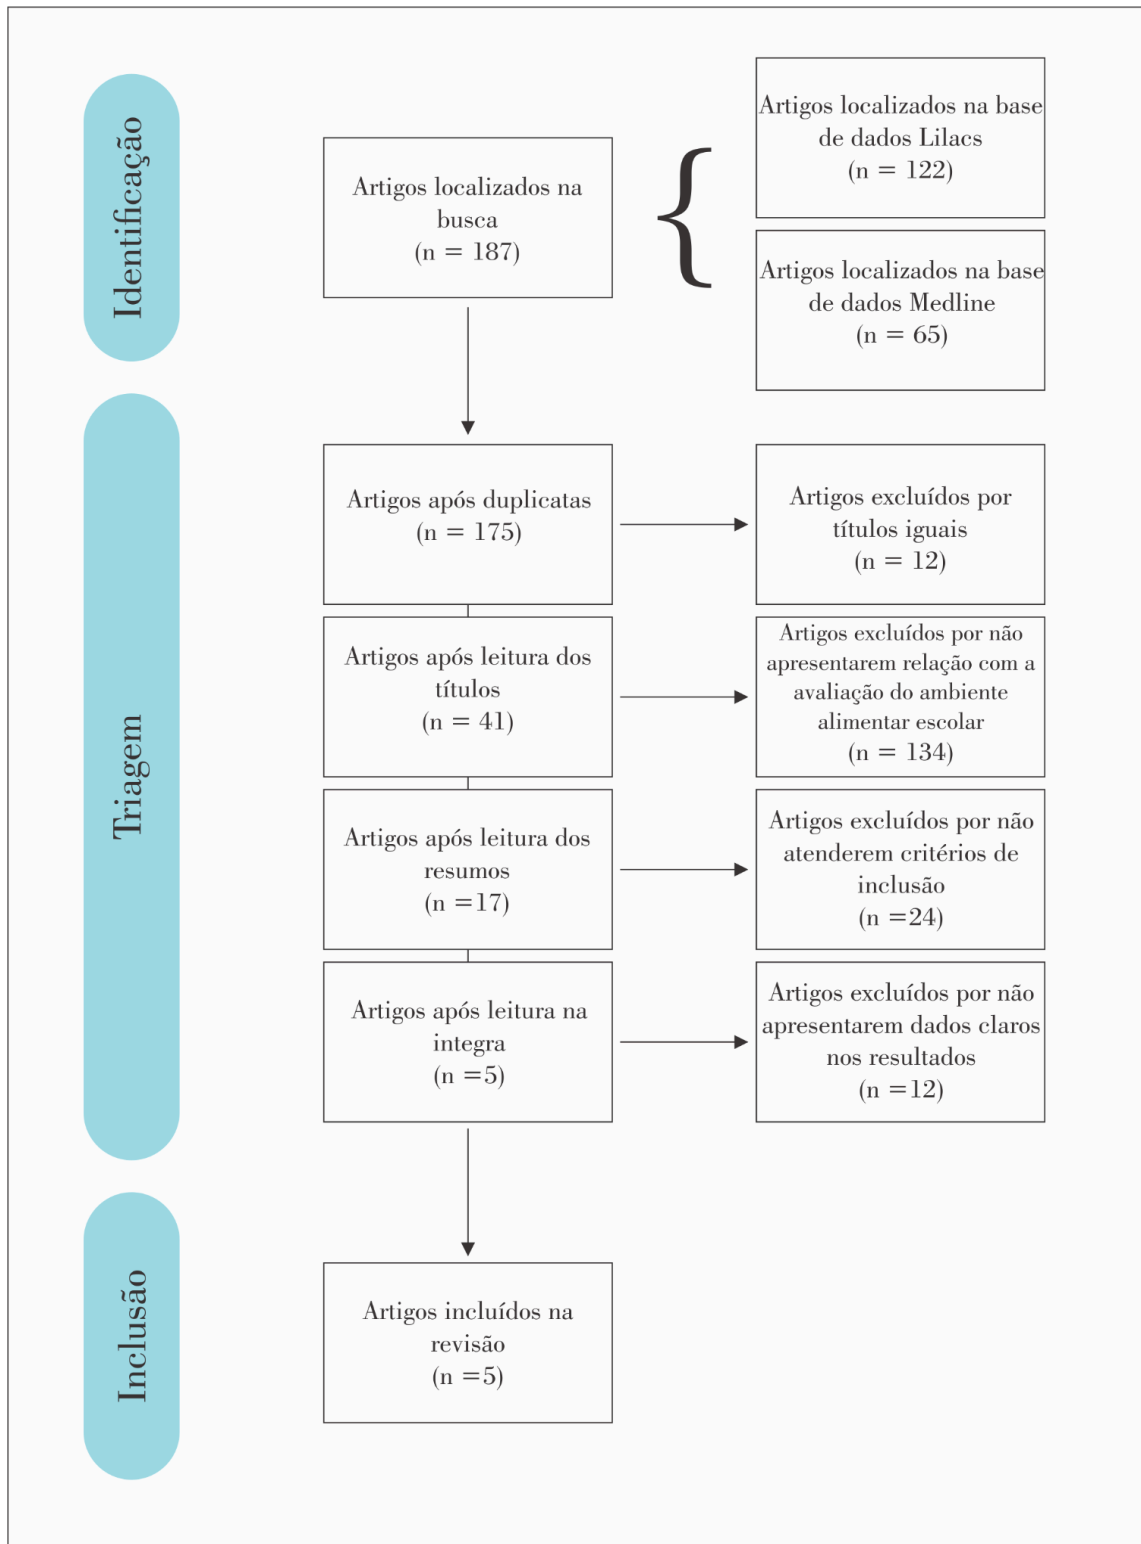 Identificação
Artigos localizados na
busca
(n = 187)
Artigos localizados na base
de dados Lilacs
(n = 122)
Artigos localizados na base
de dados Medline
(n = 65)
Triagem
Artigos após duplicatas
(n = 175)
Artigos excluídos por
títulos iguais
(n = 12)
Artigos após leitura dos
títulos
(n = 41)
Artigos excluídos por não
apresentarem relação com a
avaliação do ambiente
alimentar escolar
(n = 134)
Artigos após leitura dos
resumos
(n =17)
Artigos excluídos por não
atenderem critérios de
inclusão
(n =24)
Artigos após leitura na
integra
(n =5)
Artigos excluídos por não
apresentarem dados claros
nos resultados
(n =12)
Inclusão
Artigos incluídos na
revisão
(n =5)